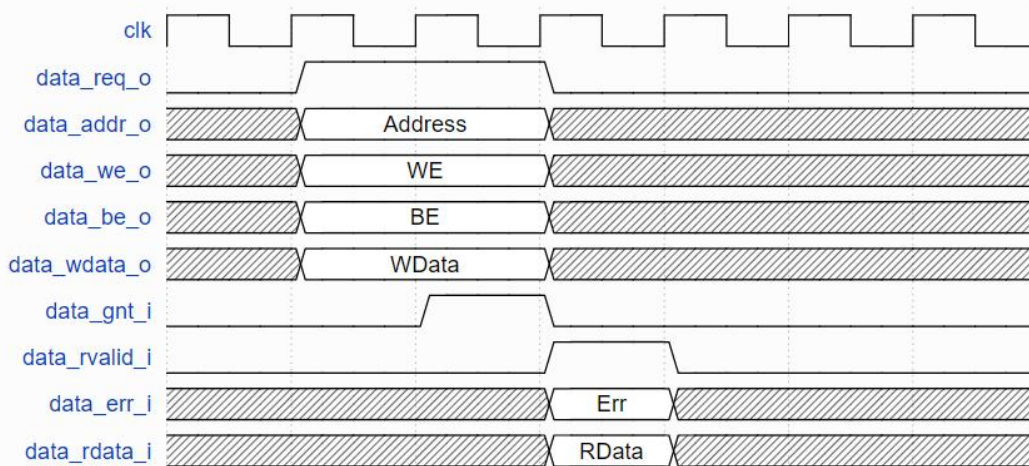 clk
data_req_o
data_addr_o Address
data_we_o WE
data_be_o BE
data_wdata_o WData
data_gnt_i
data_rvalid_i
data_err_i Err
data_rdata_i RData